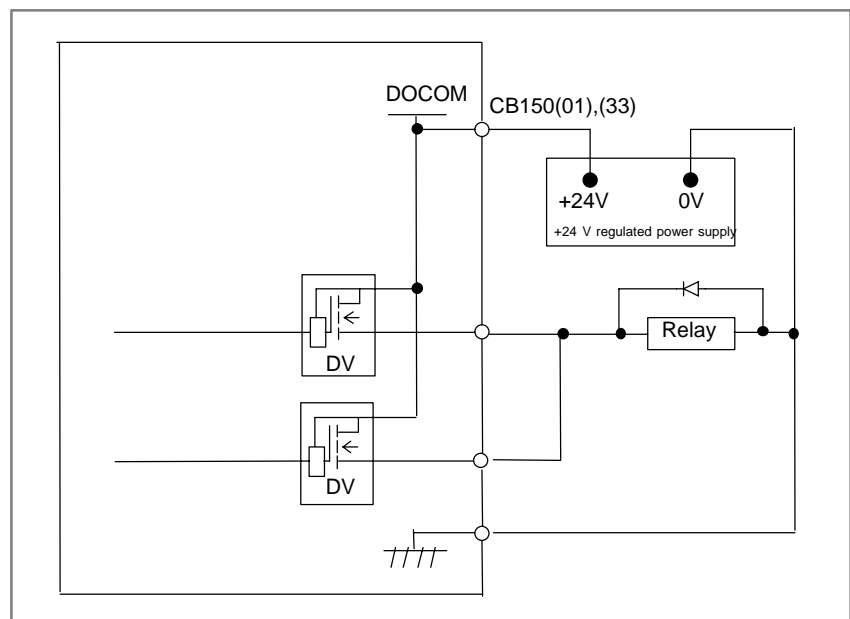 DOCOM
CB150(01),(33)
+24V
0V
+24 V regulated power supply
Relay
DV
DV